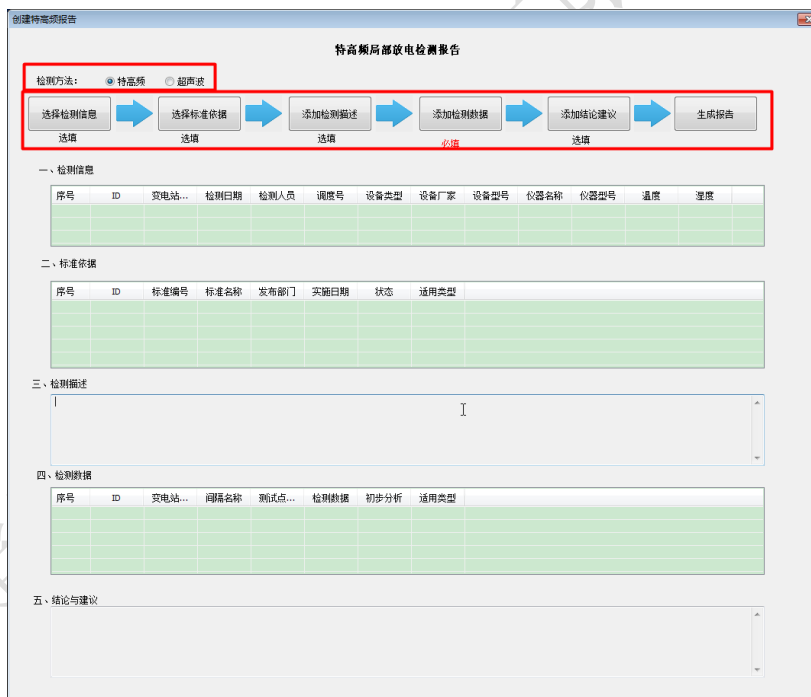 创建特高频报告
特高频局部放电检测报告
检测方法： 特高频 超声波
选择检测信息 选择标准依据 添加检测描述 添加检测数据 添加结论建议 生成报告
选填 选填 选填 必填 选填
一、检测信息
序号 ID 变电站... 检测日期 检测人员 调度号 设备类型 设备厂家 设备型号 仪器名称 仪器型号 温度 湿度
二、标准依据
序号 ID 标准编号 标准名称 发布部门 实施日期 状态 适用类型
三、检测描述
四、检测数据
序号 ID 变电站... 间隔名称 测试点... 检测数据 初步分析 适用类型
五、结论与建议